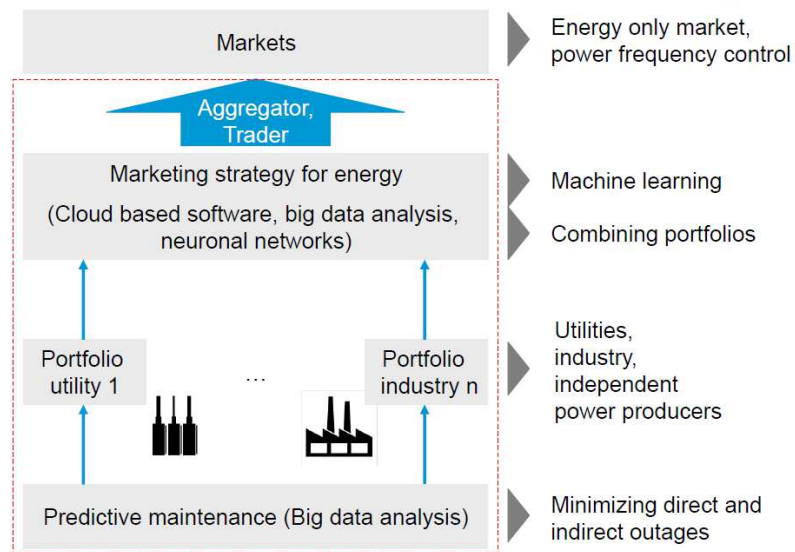 Markets
Energy only market,
power frequency control
Aggregator,
Trader
Marketing strategy for energy
(Cloud based software, big data analysis,
neuronal networks)
Machine learning
Combining portfolios
Portfolio
utility 1
...
Portfolio
industry n
Utilities,
industry,
independent
power producers
Predictive maintenance (Big data analysis)
Minimizing direct and
indirect outages